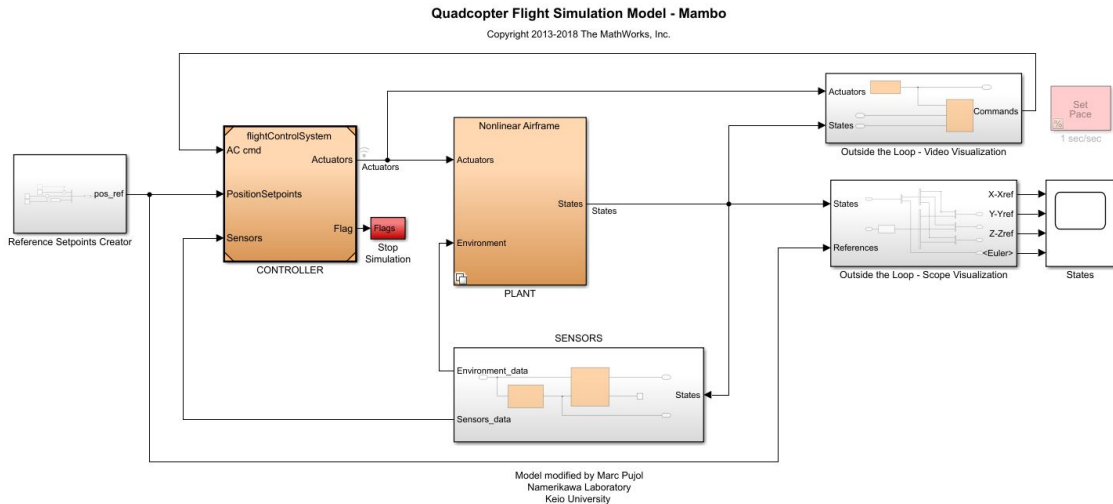 Quadcopter Flight Simulation Model - Mambo
Copyright 2013-2018 The MathWorks, Inc.
pos_ref
Reference Setpoints Creator
flightControlSystem
AC cmd
Actuators
PositionSetpoints
Sensors
Flag
CONTROLLER
Actuators
Flags
Stop
Simulation
Nonlinear Airframe
Actuators
States
Environment
PLANT
States
Actuators
Commands
States
Outside the Loop - Video Visualization
Set
Pace
1 sec/sec
States
X-Xref
Y-Yref
Z-Zref
References
<Euler>
Outside the Loop - Scope Visualization
States
SENSORS
Environment_data
States
Sensors_data
Model modified by Marc Pujol
Namerikawa Laboratory
Keio University